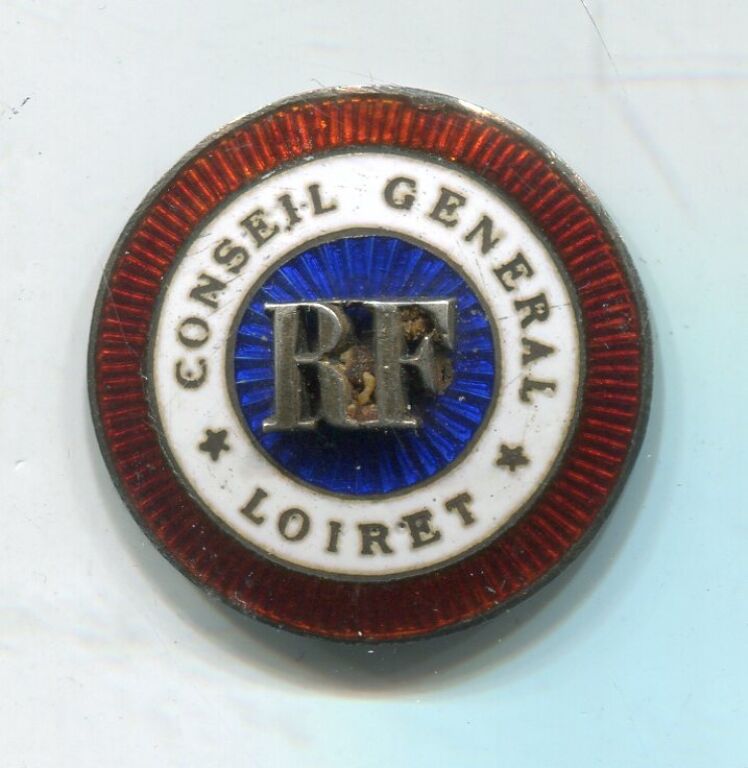 CONSEIL GENERAL
RF
★ LOIRET ★